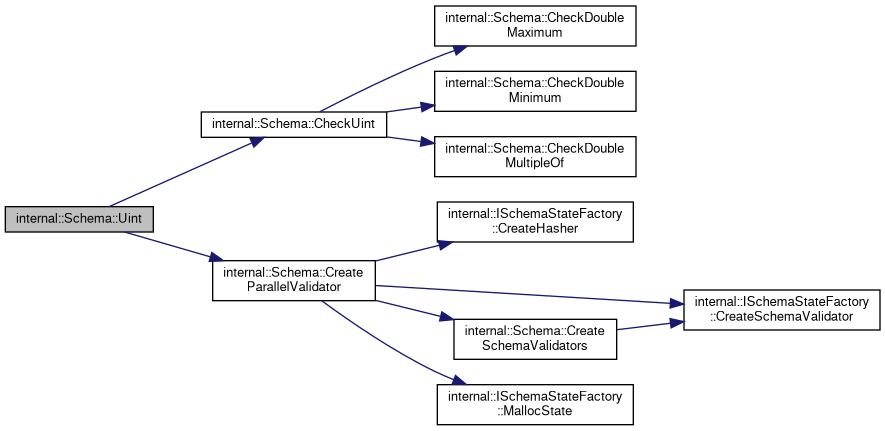 internal::Schema::CheckDouble
Maximum
internal::Schema::CheckDouble
Minimum
internal::Schema::CheckUint
internal::Schema::CheckDouble
MultipleOf
internal::Schema::Uint
internal::ISchemaStateFactory
::CreateHasher
internal::Schema::Create
ParallelValidator
internal::ISchemaStateFactory
::CreateSchemaValidator
internal::Schema::Create
SchemaValidators
internal::ISchemaStateFactory
::MallocState